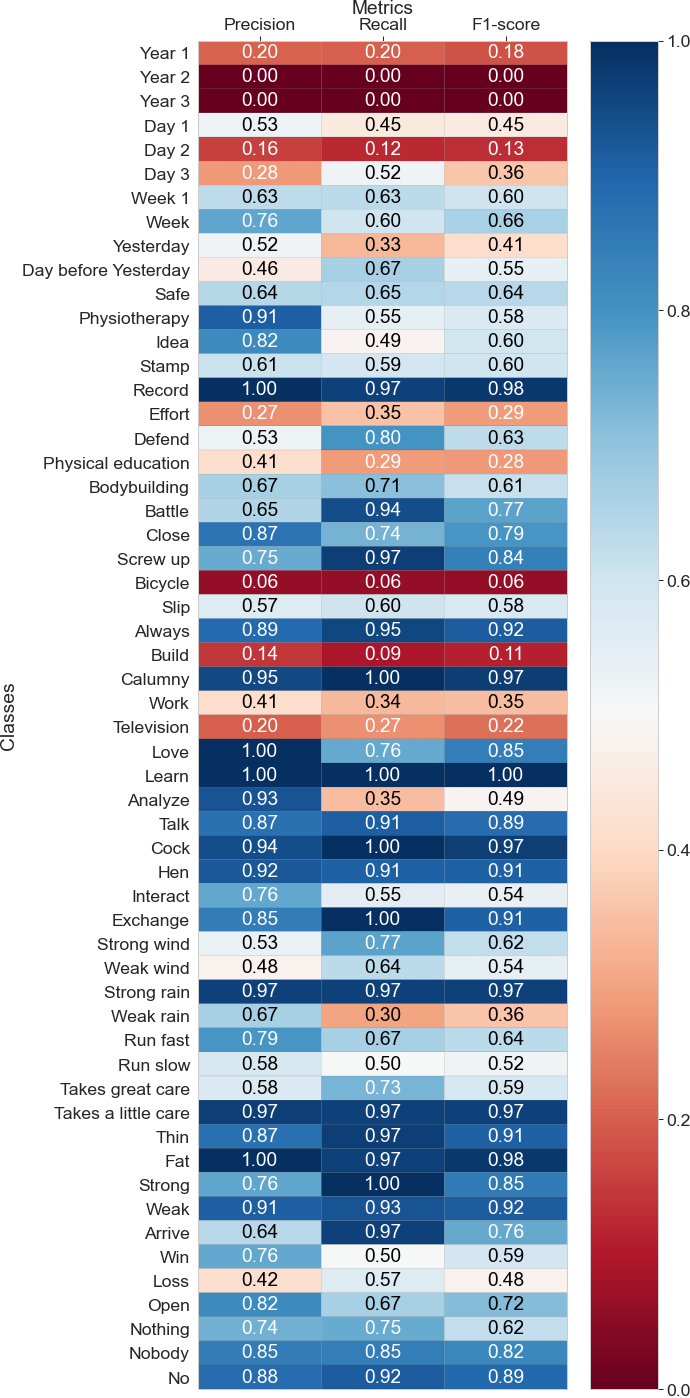 Metrics
Precision Recall F1-score
Year 1 0.20 0.20 0.18
Year 2 0.00 0.00 0.00
Year 3 0.00 0.00 0.00
Day 1 0.53 0.45 0.45
Day 2 0.16 0.12 0.13
Day 3 0.28 0.52 0.36
Week 1 0.63 0.63 0.60
Week 0.76 0.60 0.66
Yesterday 0.52 0.33 0.41
Day before Yesterday 0.46 0.67 0.55
Safe 0.64 0.65 0.64
Physiotherapy 0.91 0.55 0.58
Idea 0.82 0.49 0.60
Stamp 0.61 0.59 0.60
Record 1.00 0.97 0.98
Effort 0.27 0.35 0.29
Defend 0.53 0.80 0.63
Physical education 0.41 0.29 0.28
Bodybuilding 0.67 0.71 0.61
Battle 0.65 0.94 0.77
Close 0.87 0.74 0.79
Screw up 0.75 0.97 0.84
Bicycle 0.06 0.06 0.06
Slip 0.57 0.60 0.58
Always 0.89 0.95 0.92
Build 0.14 0.09 0.11
Calumny 0.95 1.00 0.97
Work 0.41 0.34 0.35
Television 0.20 0.27 0.22
Love 1.00 0.76 0.85
Learn 1.00 1.00 1.00
Analyze 0.93 0.35 0.49
Talk 0.87 0.91 0.89
Cock 0.94 1.00 0.97
Hen 0.92 0.91 0.91
Interact 0.76 0.55 0.54
Exchange 0.85 1.00 0.91
Strong wind 0.53 0.77 0.62
Weak wind 0.48 0.64 0.54
Strong rain 0.97 0.97 0.97
Weak rain 0.67 0.30 0.36
Run fast 0.79 0.67 0.64
Run slow 0.58 0.50 0.52
Takes great care 0.58 0.73 0.59
Takes a little care 0.97 0.97 0.97
Thin 0.87 0.97 0.91
Fat 1.00 0.97 0.98
Strong 0.76 1.00 0.85
Weak 0.91 0.93 0.92
Arrive 0.64 0.97 0.76
Win 0.76 0.50 0.59
Loss 0.42 0.57 0.48
Open 0.82 0.67 0.72
Nothing 0.74 0.75 0.62
Nobody 0.85 0.85 0.82
No 0.88 0.92 0.89
Classes
1.0
0.8
0.6
0.4
0.2
0.0